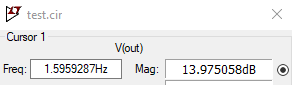 test.cir
Cursor 1
V(out)
Freq: 1.5959287Hz Mag: 13.975058dB